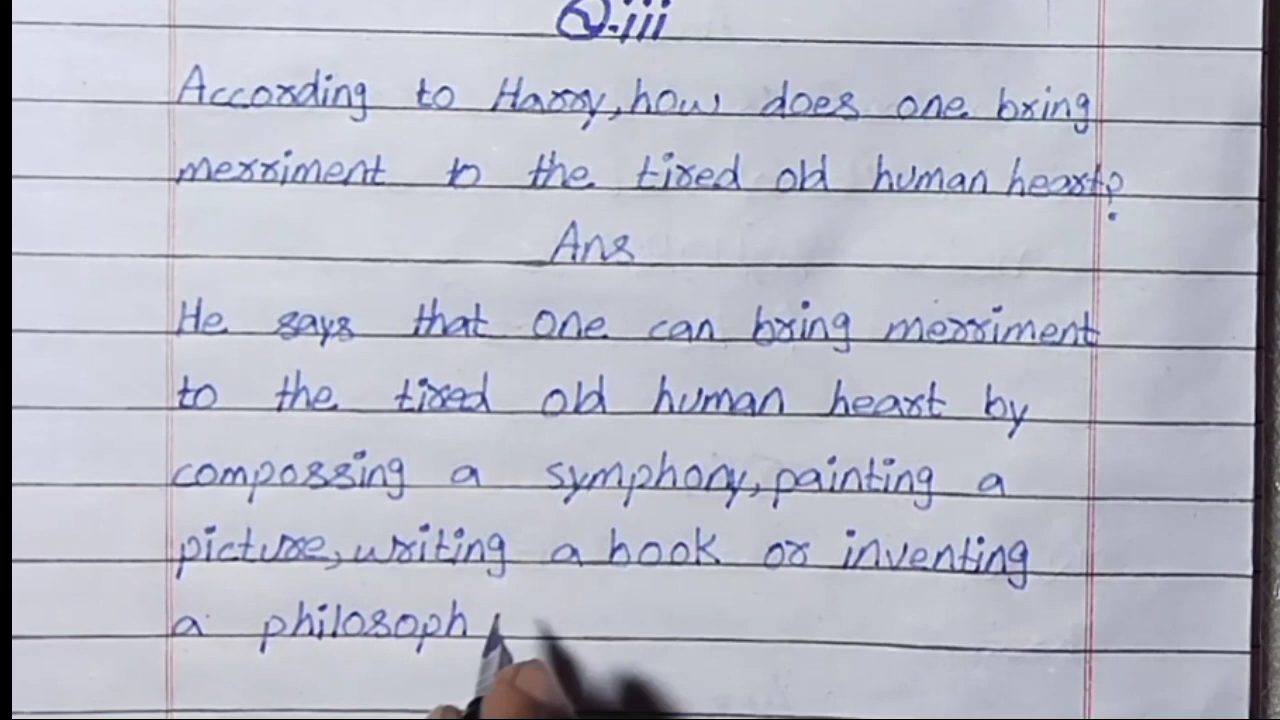 Q.iii
According to Harry, how does one bring
merriment to the tired old human heart?
Ans
He says that one can bring merriment
to the tired old human heart by
compossing a symphony, painting a
picture, writing a book or inventing
a philosoph